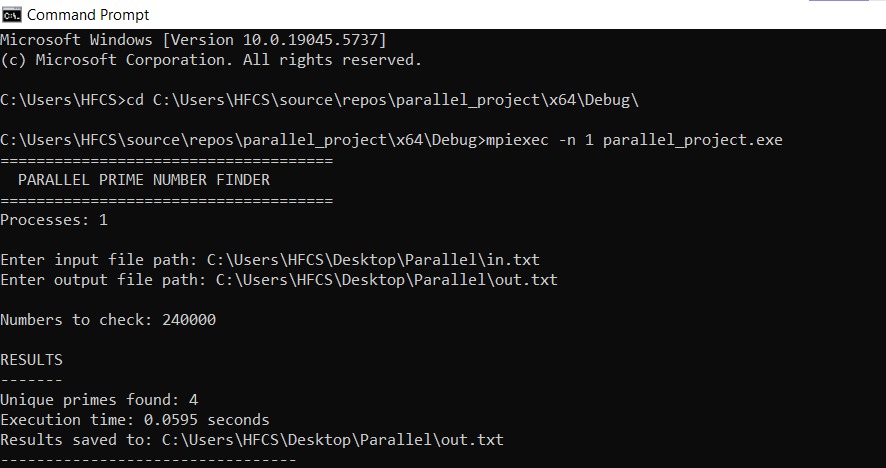 Command Prompt
Microsoft Windows [Version 10.0.19045.5737]
(c) Microsoft Corporation. All rights reserved.
C:\Users\HFCS>cd C:\Users\HFCS\source\repos\parallel_project\x64\Debug\
C:\Users\HFCS\source\repos\parallel_project\x64\Debug>mpiexec -n 1 parallel_project.exe
=====================================
  PARALLEL PRIME NUMBER FINDER
=====================================
Processes: 1
Enter input file path: C:\Users\HFCS\Desktop\Parallel\in.txt
Enter output file path: C:\Users\HFCS\Desktop\Parallel\out.txt
Numbers to check: 240000
RESULTS
-------
Unique primes found: 4
Execution time: 0.0595 seconds
Results saved to: C:\Users\HFCS\Desktop\Parallel\out.txt
---------------------------------